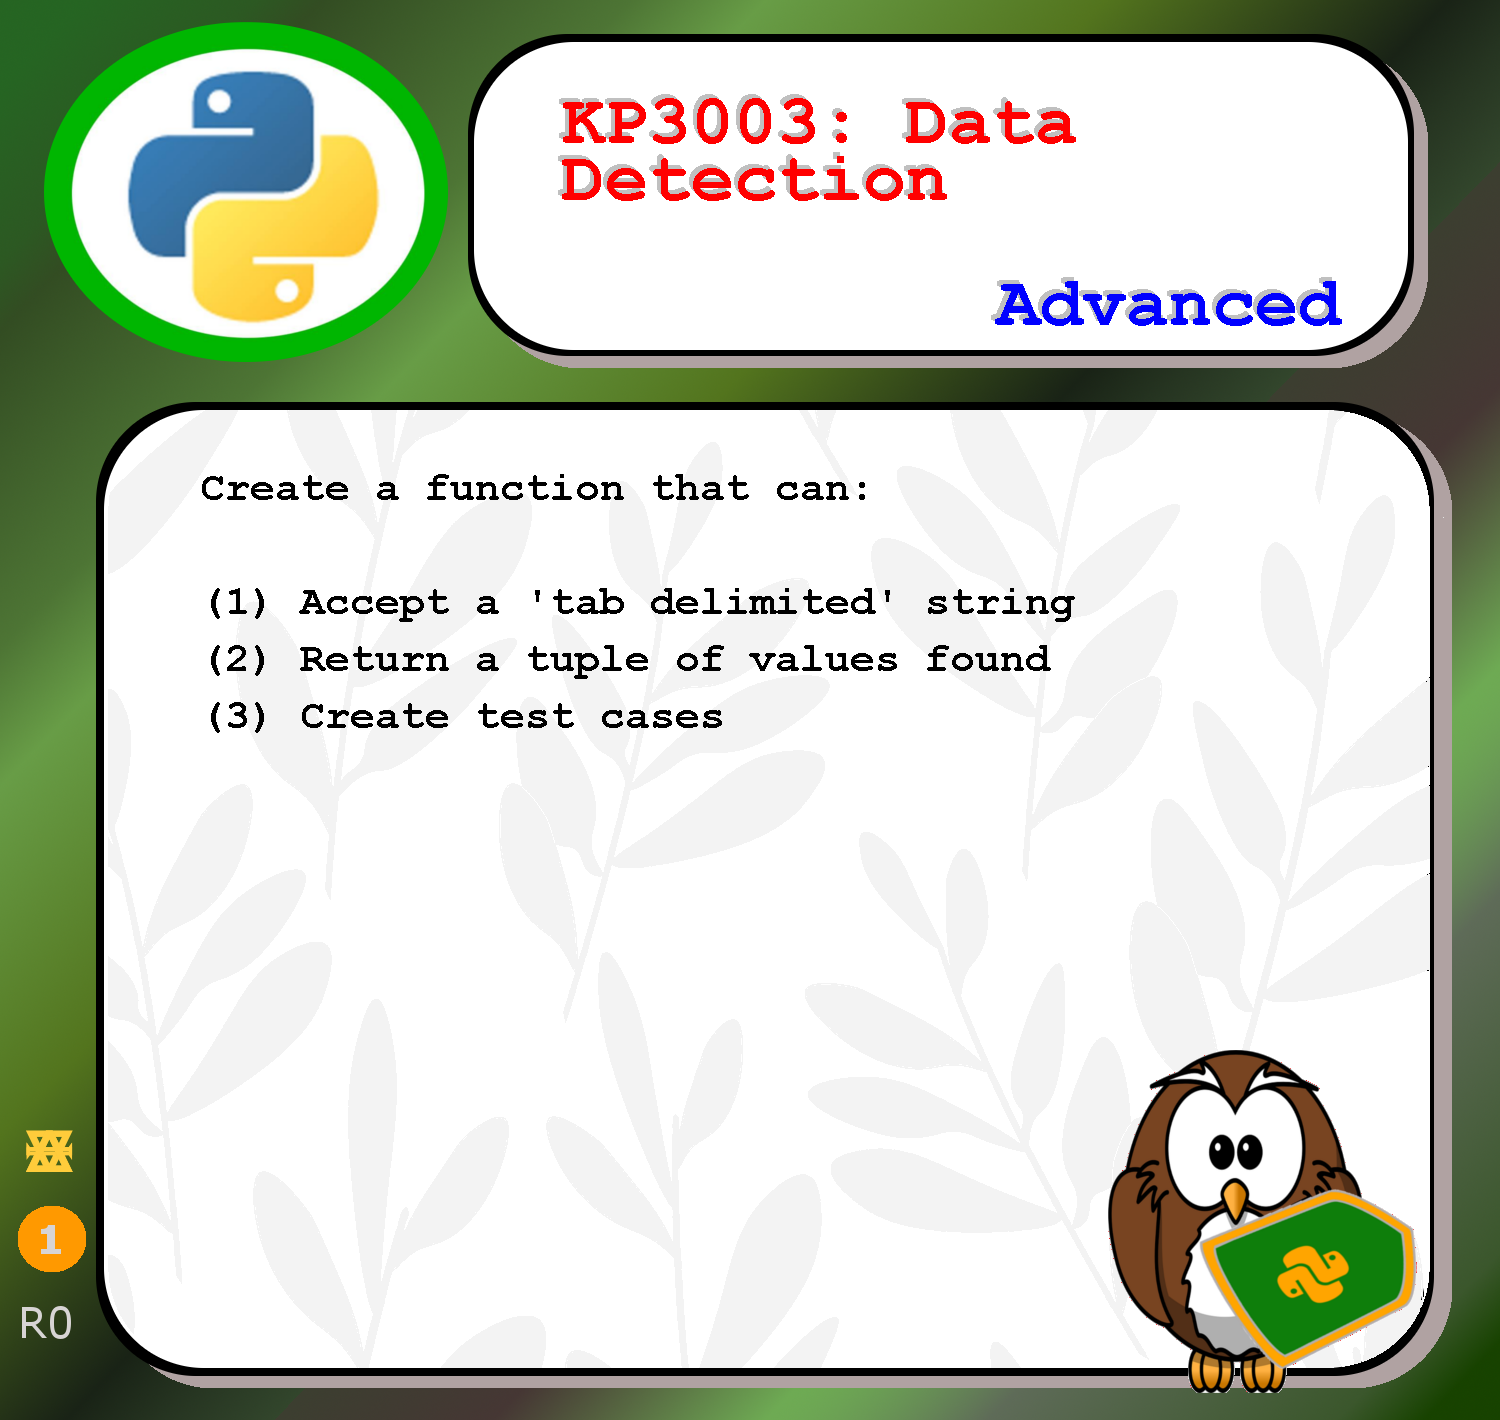 KP3003: Data
Detection
Advanced
Create a function that can:
(1) Accept a 'tab delimited' string
(2) Return a tuple of values found
(3) Create test cases
1
R0